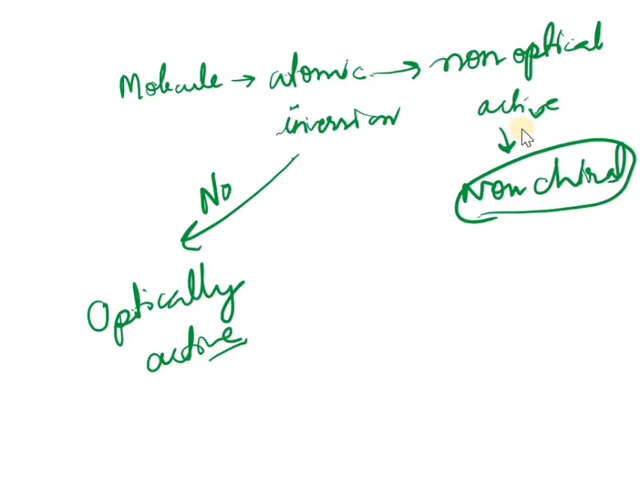 Molecule → atomic → non optical
inversion
active
↓
non chiral
No
Optically
active